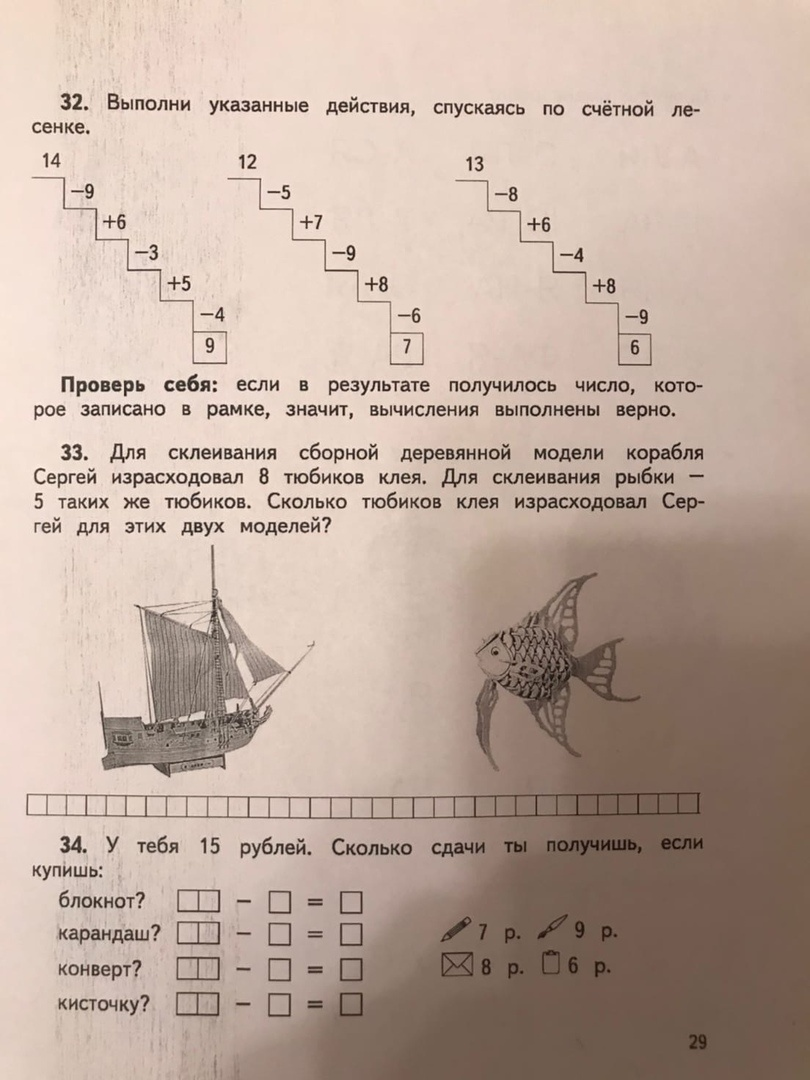 32. Выполни указанные действия, спускаясь по счётной ле-
сенке.
14 12 13
−9 −5 −8
+6 +7 +6
−3 −9 −4
+5 +8 +8
−4 −6 −9
9 7 6
Проверь себя: если в результате получилось число, кото-
рое записано в рамке, значит, вычисления выполнены верно.
33. Для склеивания сборной деревянной модели корабля
Сергей израсходовал 8 тюбиков клея. Для склеивания рыбки —
5 таких же тюбиков. Сколько тюбиков клея израсходовал Сер-
гей для этих двух моделей?
34. У тебя 15 рублей. Сколько сдачи ты получишь, если
купишь:
блокнот? − =
карандаш? − = 7 р. 9 р.
конверт? − = 8 р. 6 р.
кисточку? − =
29